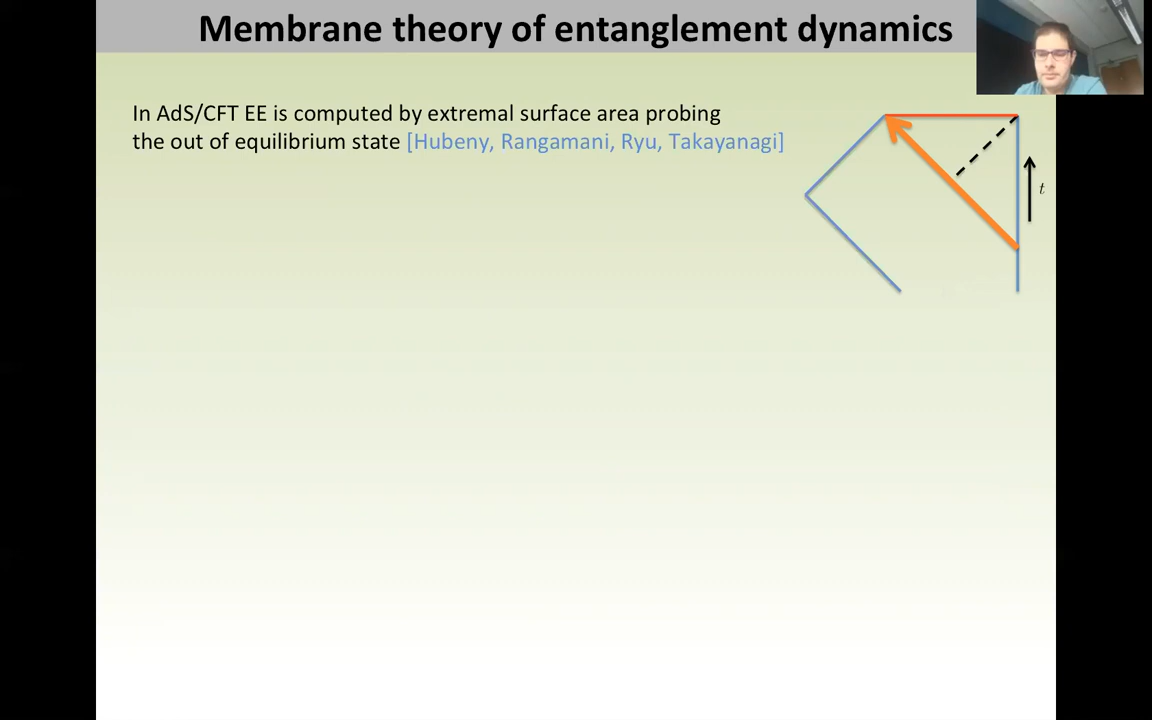 Membrane theory of entanglement dynamics
In AdS/CFT EE is computed by extremal surface area probing
the out of equilibrium state [Hubeny, Rangamani, Ryu, Takayanagi]
t